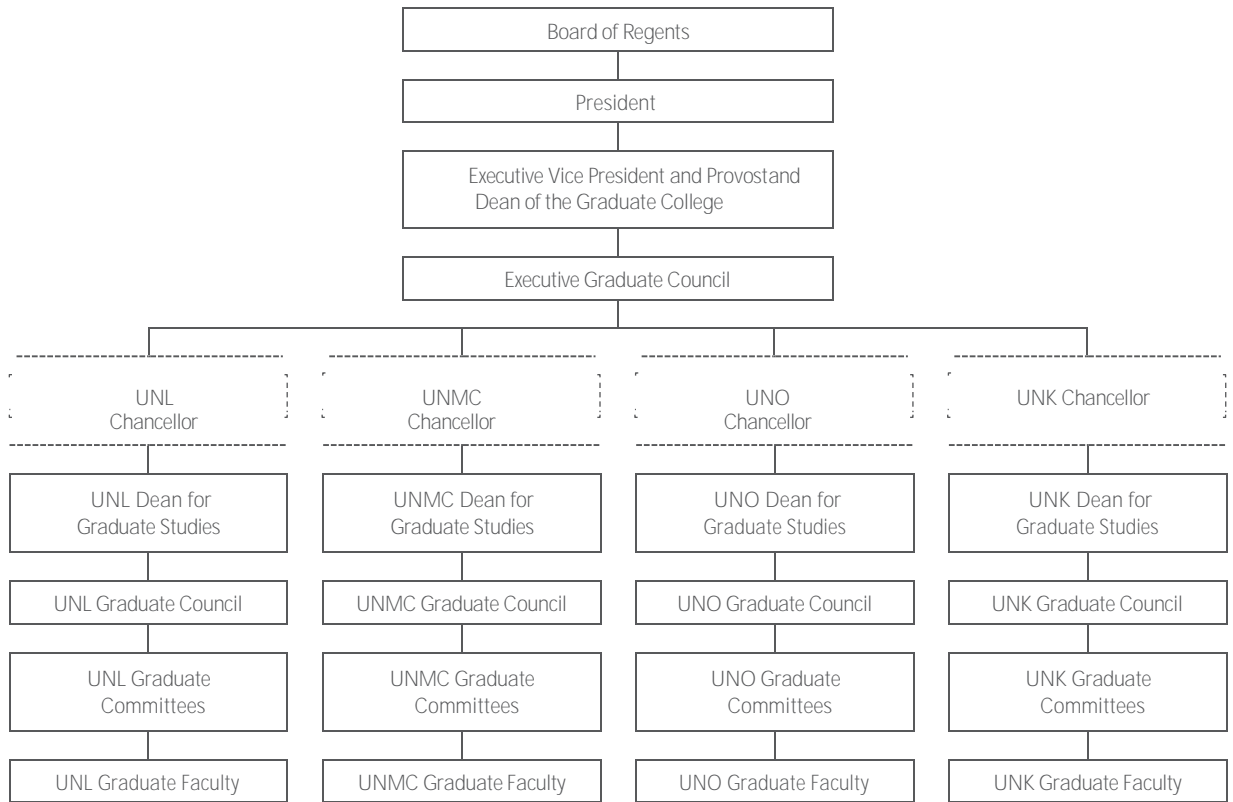 Board of Regents
President
Executive Vice President and Provostand
Dean of the Graduate College
Executive Graduate Council
UNL
Chancellor
UNMC
Chancellor
UNO
Chancellor
UNK Chancellor
UNL Dean for
Graduate Studies
UNMC Dean for
Graduate Studies
UNO Dean for
Graduate Studies
UNK Dean for
Graduate Studies
UNL Graduate Council
UNMC Graduate Council
UNO Graduate Council
UNK Graduate Council
UNL Graduate
Committees
UNMC Graduate
Committees
UNO Graduate
Committees
UNK Graduate
Committees
UNL Graduate Faculty
UNMC Graduate Faculty
UNO Graduate Faculty
UNK Graduate Faculty